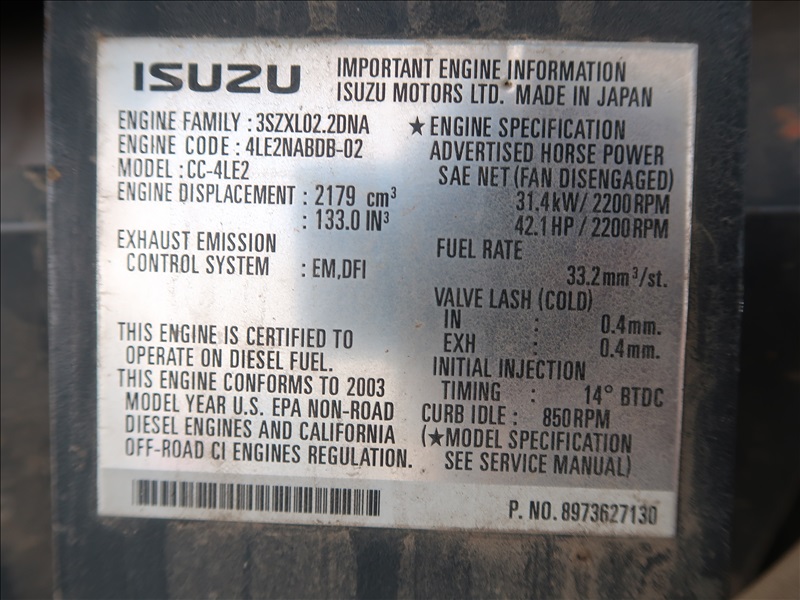 ISUZU
IMPORTANT ENGINE INFORMATION
ISUZU MOTORS LTD. MADE IN JAPAN
ENGINE FAMILY : 3SZXL02.2DNA
ENGINE CODE : 4LE2NABDB-02
MODEL : CC-4LE2
ENGINE DISPLACEMENT : 2179 cm³
: 133.0 IN³
EXHAUST EMISSION
CONTROL SYSTEM : EM,DFI
THIS ENGINE IS CERTIFIED TO
OPERATE ON DIESEL FUEL.
THIS ENGINE CONFORMS TO 2003
MODEL YEAR U.S. EPA NON-ROAD
DIESEL ENGINES AND CALIFORNIA
OFF-ROAD CI ENGINES REGULATION.
★ ENGINE SPECIFICATION
ADVERTISED HORSE POWER
SAE NET (FAN DISENGAGED)
31.4kW / 2200RPM
42.1HP / 2200RPM
FUEL RATE
33.2mm³/st.
VALVE LASH (COLD)
IN : 0.4mm.
EXH : 0.4mm.
INITIAL INJECTION
TIMING : 14° BTDC
CURB IDLE : 850RPM
(★MODEL SPECIFICATION
SEE SERVICE MANUAL)
P. NO. 8973627130